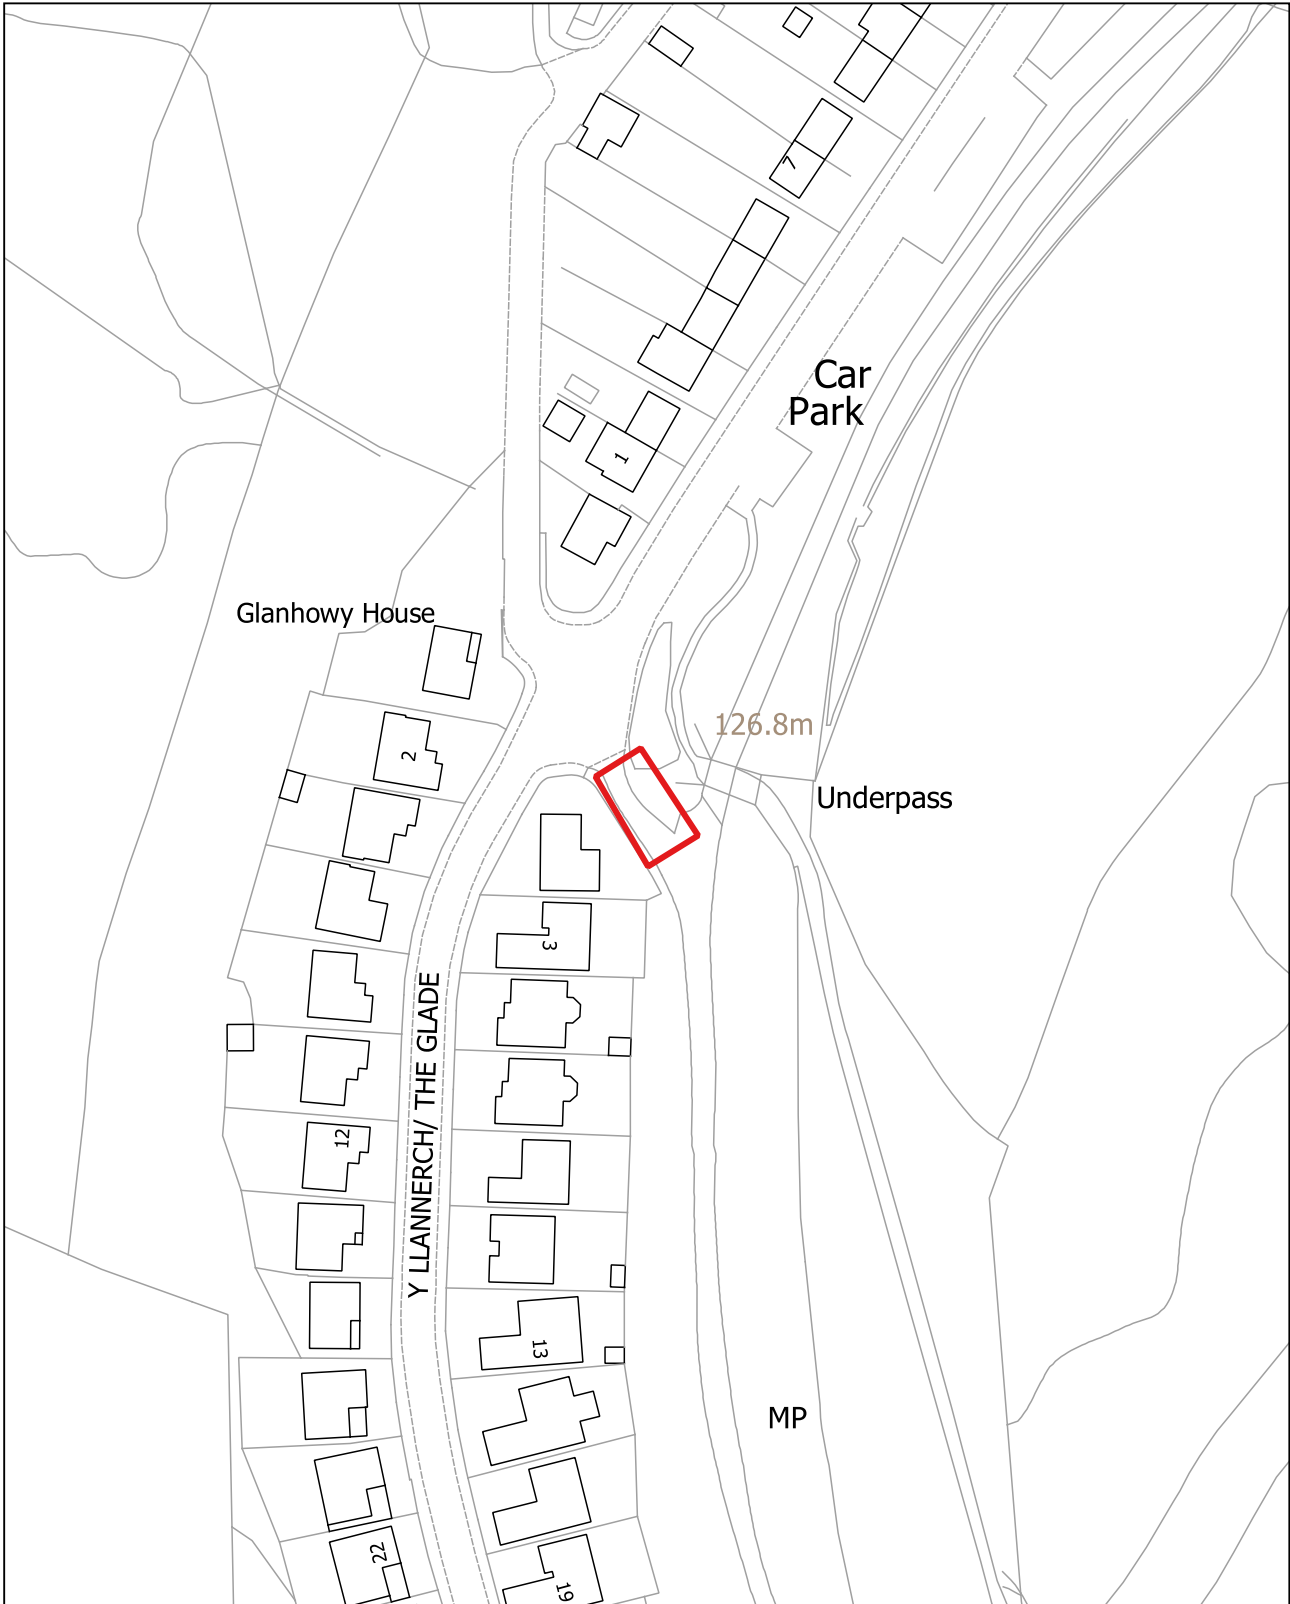 7
Car
Park
1
Glanhowy House
126.8m
2
Underpass
3
Y LLANNERCH/ THE GLADE
12
13
MP
22
19